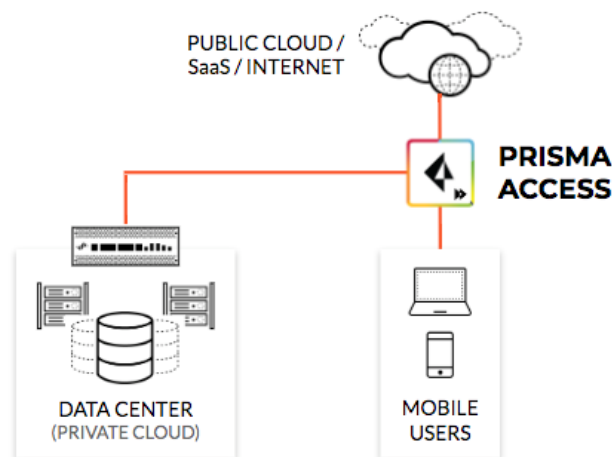 PUBLIC CLOUD /
SaaS / INTERNET
PRISMA
ACCESS
DATA CENTER
(PRIVATE CLOUD)
MOBILE
USERS